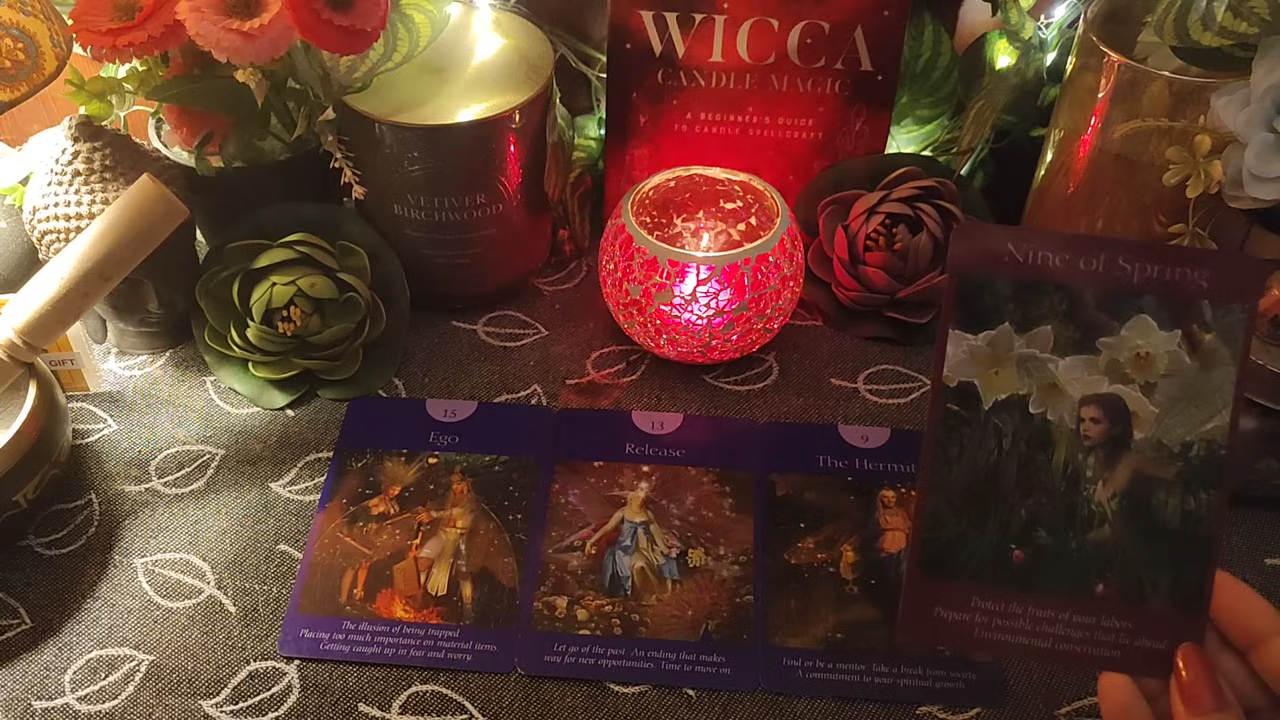 WICCA
CANDLE MAGIC
A BEGINNER'S GUIDE
TO CANDLE SPELLCRAFT
VETIVER
BIRCHWOOD
GIFT
Nine of Spring
Protect the fruits of your labors.
Prepare for possible challenges that lie ahead
Environmental conservation
15
Ego
The illusion of being trapped
Placing too much importance on material items.
Getting caught up in fear and worry.
13
Release
Let go of the past. An ending that makes
way for new opportunities. Time to move on.
9
The Hermit
Find or be a mentor. Take a break from
A commitment to your spiritual growth.